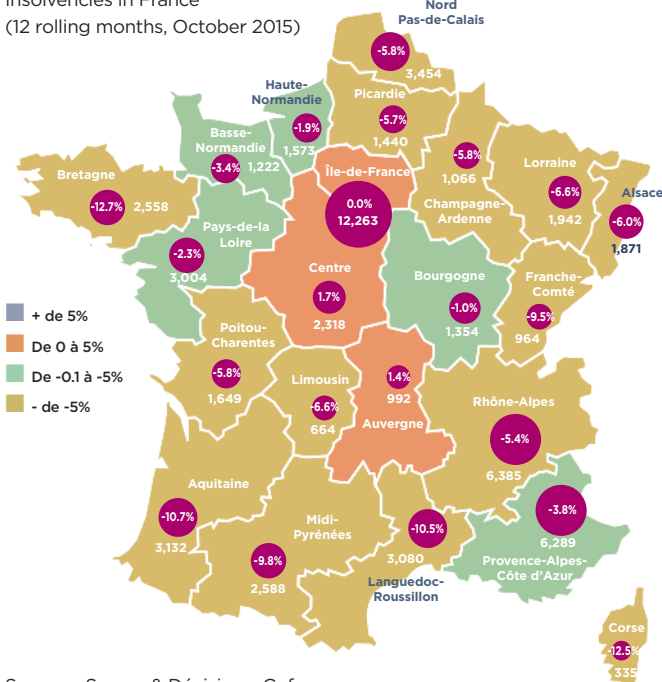 Insolvencies in France
(12 rolling months, October 2015)
Nord
Pas-de-Calais
-5.8%
3,454
Haute-
Normandie
-1.9%
1,573
Picardie
-5.7%
1,440
Basse-
Normandie
-3.4% 1,222
Île-de-France
0.0%
12,263
-5.8%
1,066
Champagne-
Ardenne
Lorraine
-6.6%
1,942
Alsace
-6.0%
1,871
Bretagne
-12.7% 2,558
Pays-de-la
Loire
-2.3%
3,004
Centre
1.7%
2,318
Bourgogne
-1.0%
1,354
Franche-
Comté
-9.5%
964
+ de 5%
De 0 à 5%
De -0.1 à -5%
- de -5%
Poitou-
Charentes
-5.8%
1,649
Limousin
-6.6%
664
1.4%
992
Auvergne
Rhône-Alpes
-5.4%
6,385
Aquitaine
-10.7%
3,132
Midi-
Pyrénées
-9.8%
2,588
-10.5%
3,080
Languedoc-
Roussillon
-3.8%
6,289
Provence-Alpes-
Côte d'Azur
Corse
-12.5%
335